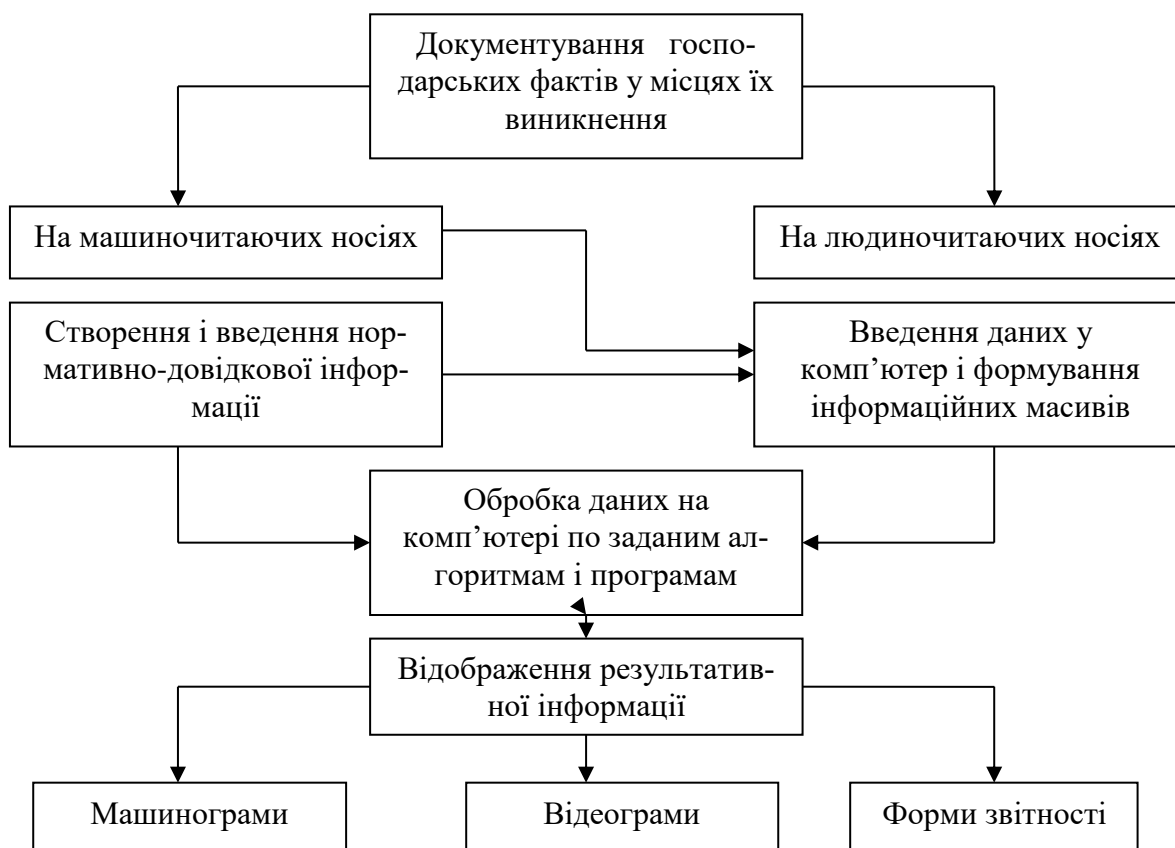 Документування госпо-
дарських фактів у місцях їх
виникнення
На машиночитаючих носіях
На людиночитаючих носіях
Створення і введення нор-
мативно-довідкової інфор-
мації
Введення даних у
комп’ютер і формування
інформаційних масивів
Обробка даних на
комп’ютері по заданим ал-
горитмам і програмам
Відображення результатив-
ної інформації
Машинограми
Відеограми
Форми звітності